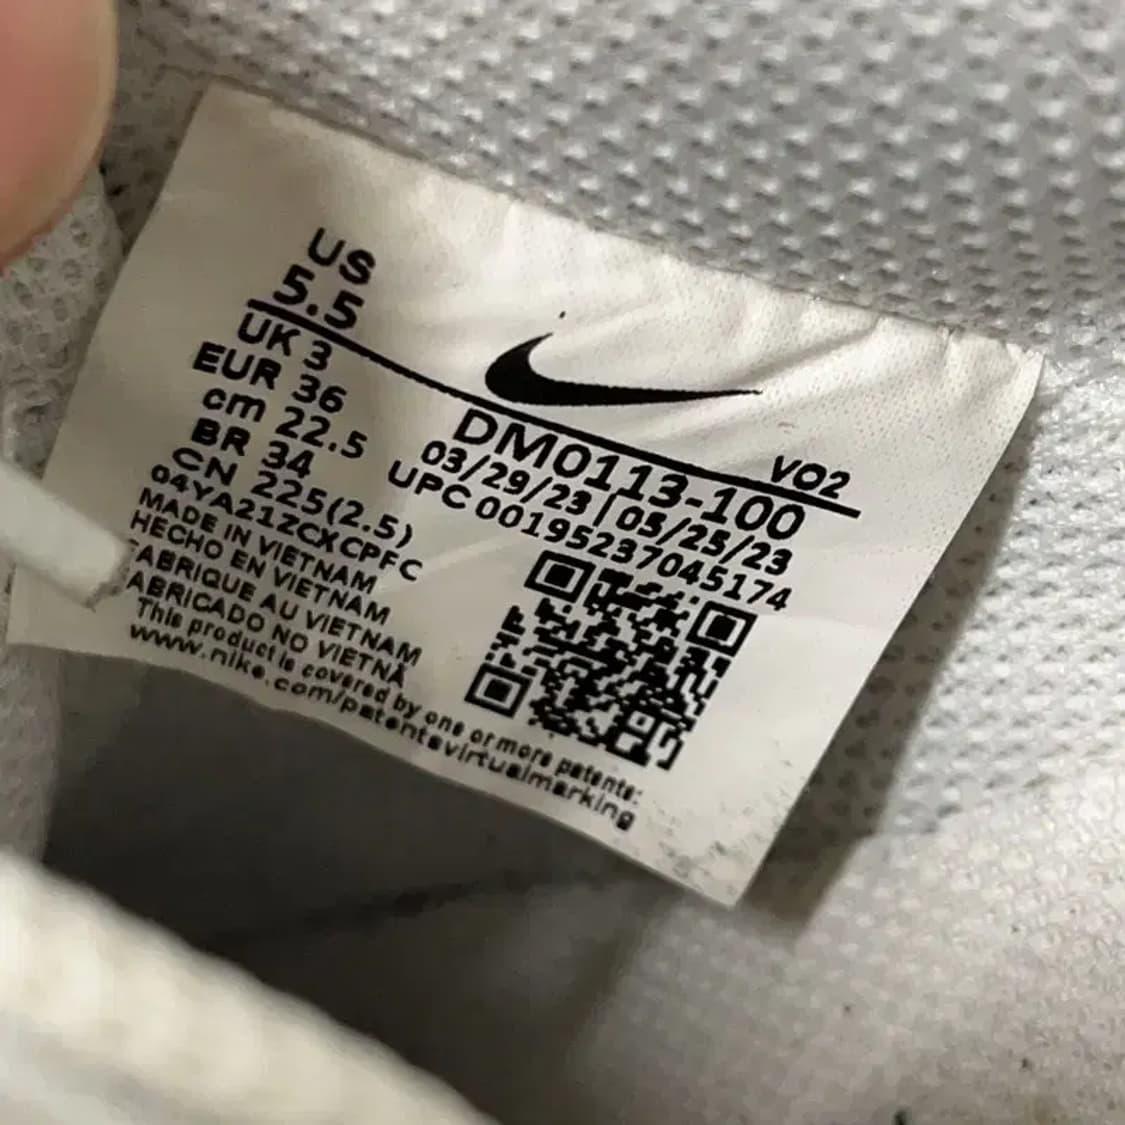 US
5.5
UK 3
EUR 36
cm 22.5
BR 34
CN 225(2.5)
04YA21ZCXCPFC
MADE IN VIETNAM
HECHO EN VIETNAM
FABRIQUE AU VIETNAM
FABRICADO NO VIETNÃ
This product is covered by one or more patents:
www.nike.com/patentsvirtualmarking
VO2
DM0113-100
03/29/23 | 05/25/23
UPC 00195237045174